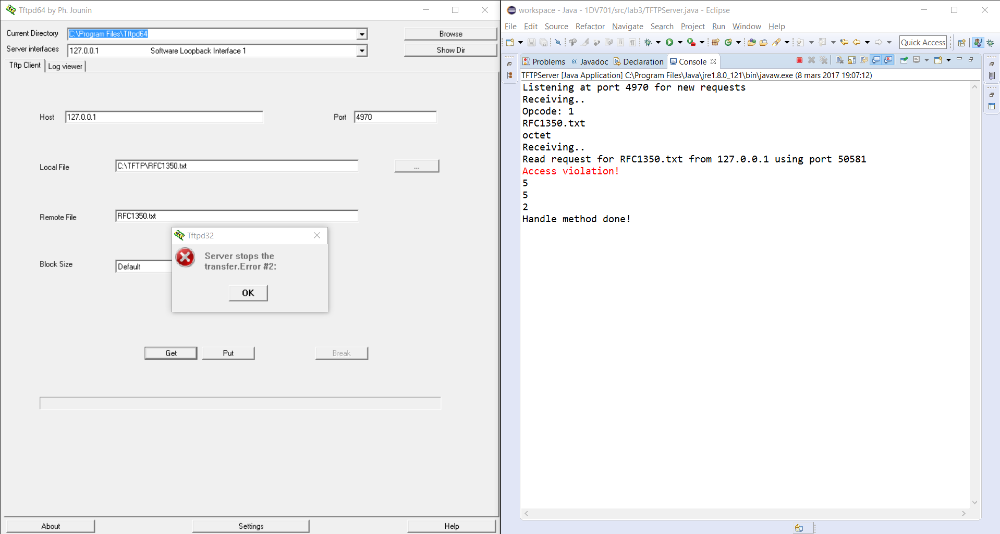 Tftpd64 by Ph. Jounin
Current Directory
C:\Program Files\Tftpd64
Browse
Server interfaces
127.0.0.1 Software Loopback Interface 1
Show Dir
Tftp Client
Log viewer
Host
127.0.0.1
Port
4970
Local File
C:\TFTP\RFC1350.txt
...
Remote File
RFC1350.txt
Block Size
Default
Tftpd32
Server stops the
transfer.Error #2:
OK
Get
Put
Break
About
Settings
Help
workspace - Java - 1DV701/src/lab3/TFTPServer.java - Eclipse
File Edit Source Refactor Navigate Search Project Run Window Help
Quick Access
Problems @ Javadoc Declaration Console
TFTPServer [Java Application] C:\Program Files\Java\jre1.8.0_121\bin\javaw.exe (8 mars 2017 19:07:12)
Listening at port 4970 for new requests
Receiving..
Opcode: 1
RFC1350.txt
octet
Receiving..
Read request for RFC1350.txt from 127.0.0.1 using port 50581
Access violation!
5
5
2
Handle method done!